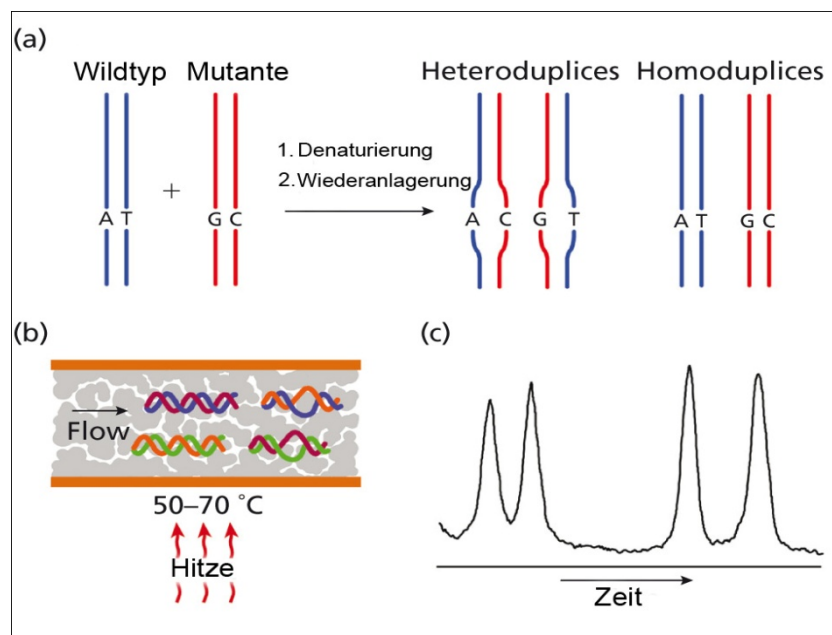 (a)
Wildtyp Mutante Heteroduplices Homoduplices
1. Denaturierung
2. Wiederanlagerung
A T + G C A C G T A T G C
(b)
Flow
50–70 °C
Hitze
(c)
Zeit